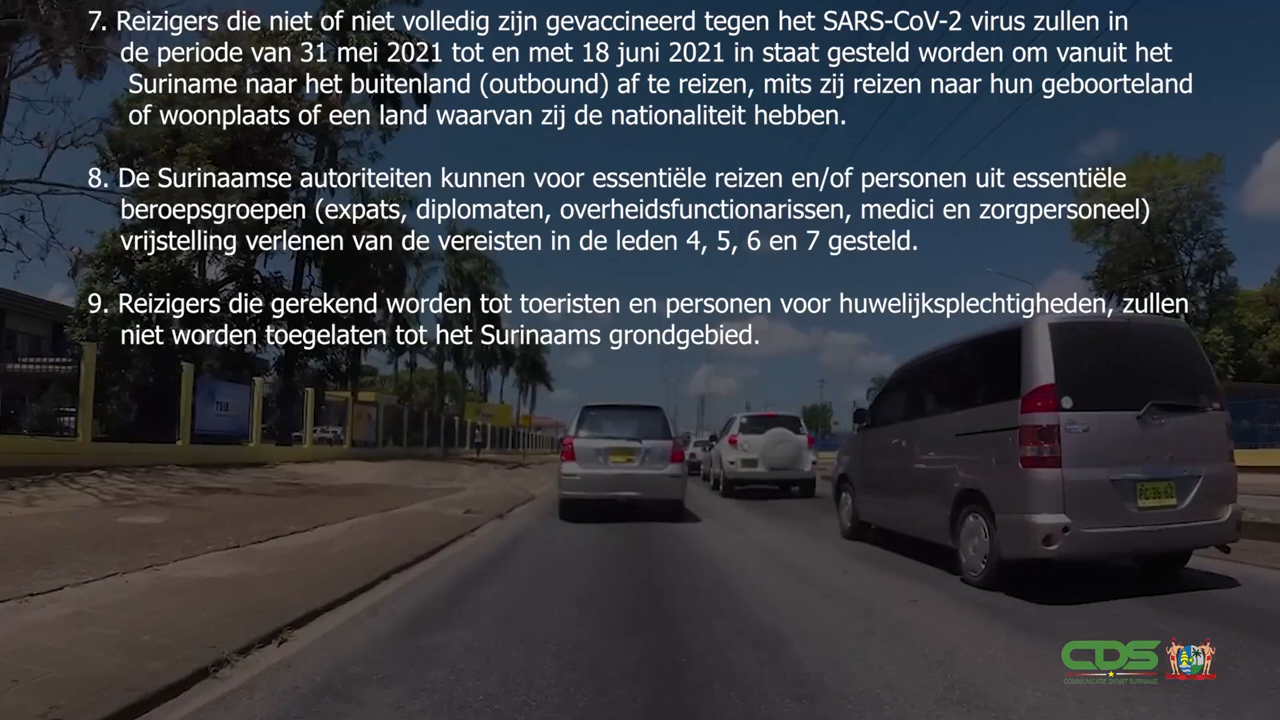 7. Reizigers die niet of niet volledig zijn gevaccineerd tegen het SARS-CoV-2 virus zullen in
de periode van 31 mei 2021 tot en met 18 juni 2021 in staat gesteld worden om vanuit het
Suriname naar het buitenland (outbound) af te reizen, mits zij reizen naar hun geboorteland
of woonplaats of een land waarvan zij de nationaliteit hebben.
8. De Surinaamse autoriteiten kunnen voor essentiële reizen en/of personen uit essentiële
beroepsgroepen (expats, diplomaten, overheidsfunctionarissen, medici en zorgpersoneel)
vrijstelling verlenen van de vereisten in de leden 4, 5, 6 en 7 gesteld.
9. Reizigers die gerekend worden tot toeristen en personen voor huwelijksplechtigheden, zullen
niet worden toegelaten tot het Surinaams grondgebied.
CDS
COMMUNICATIE DIENST SURINAME